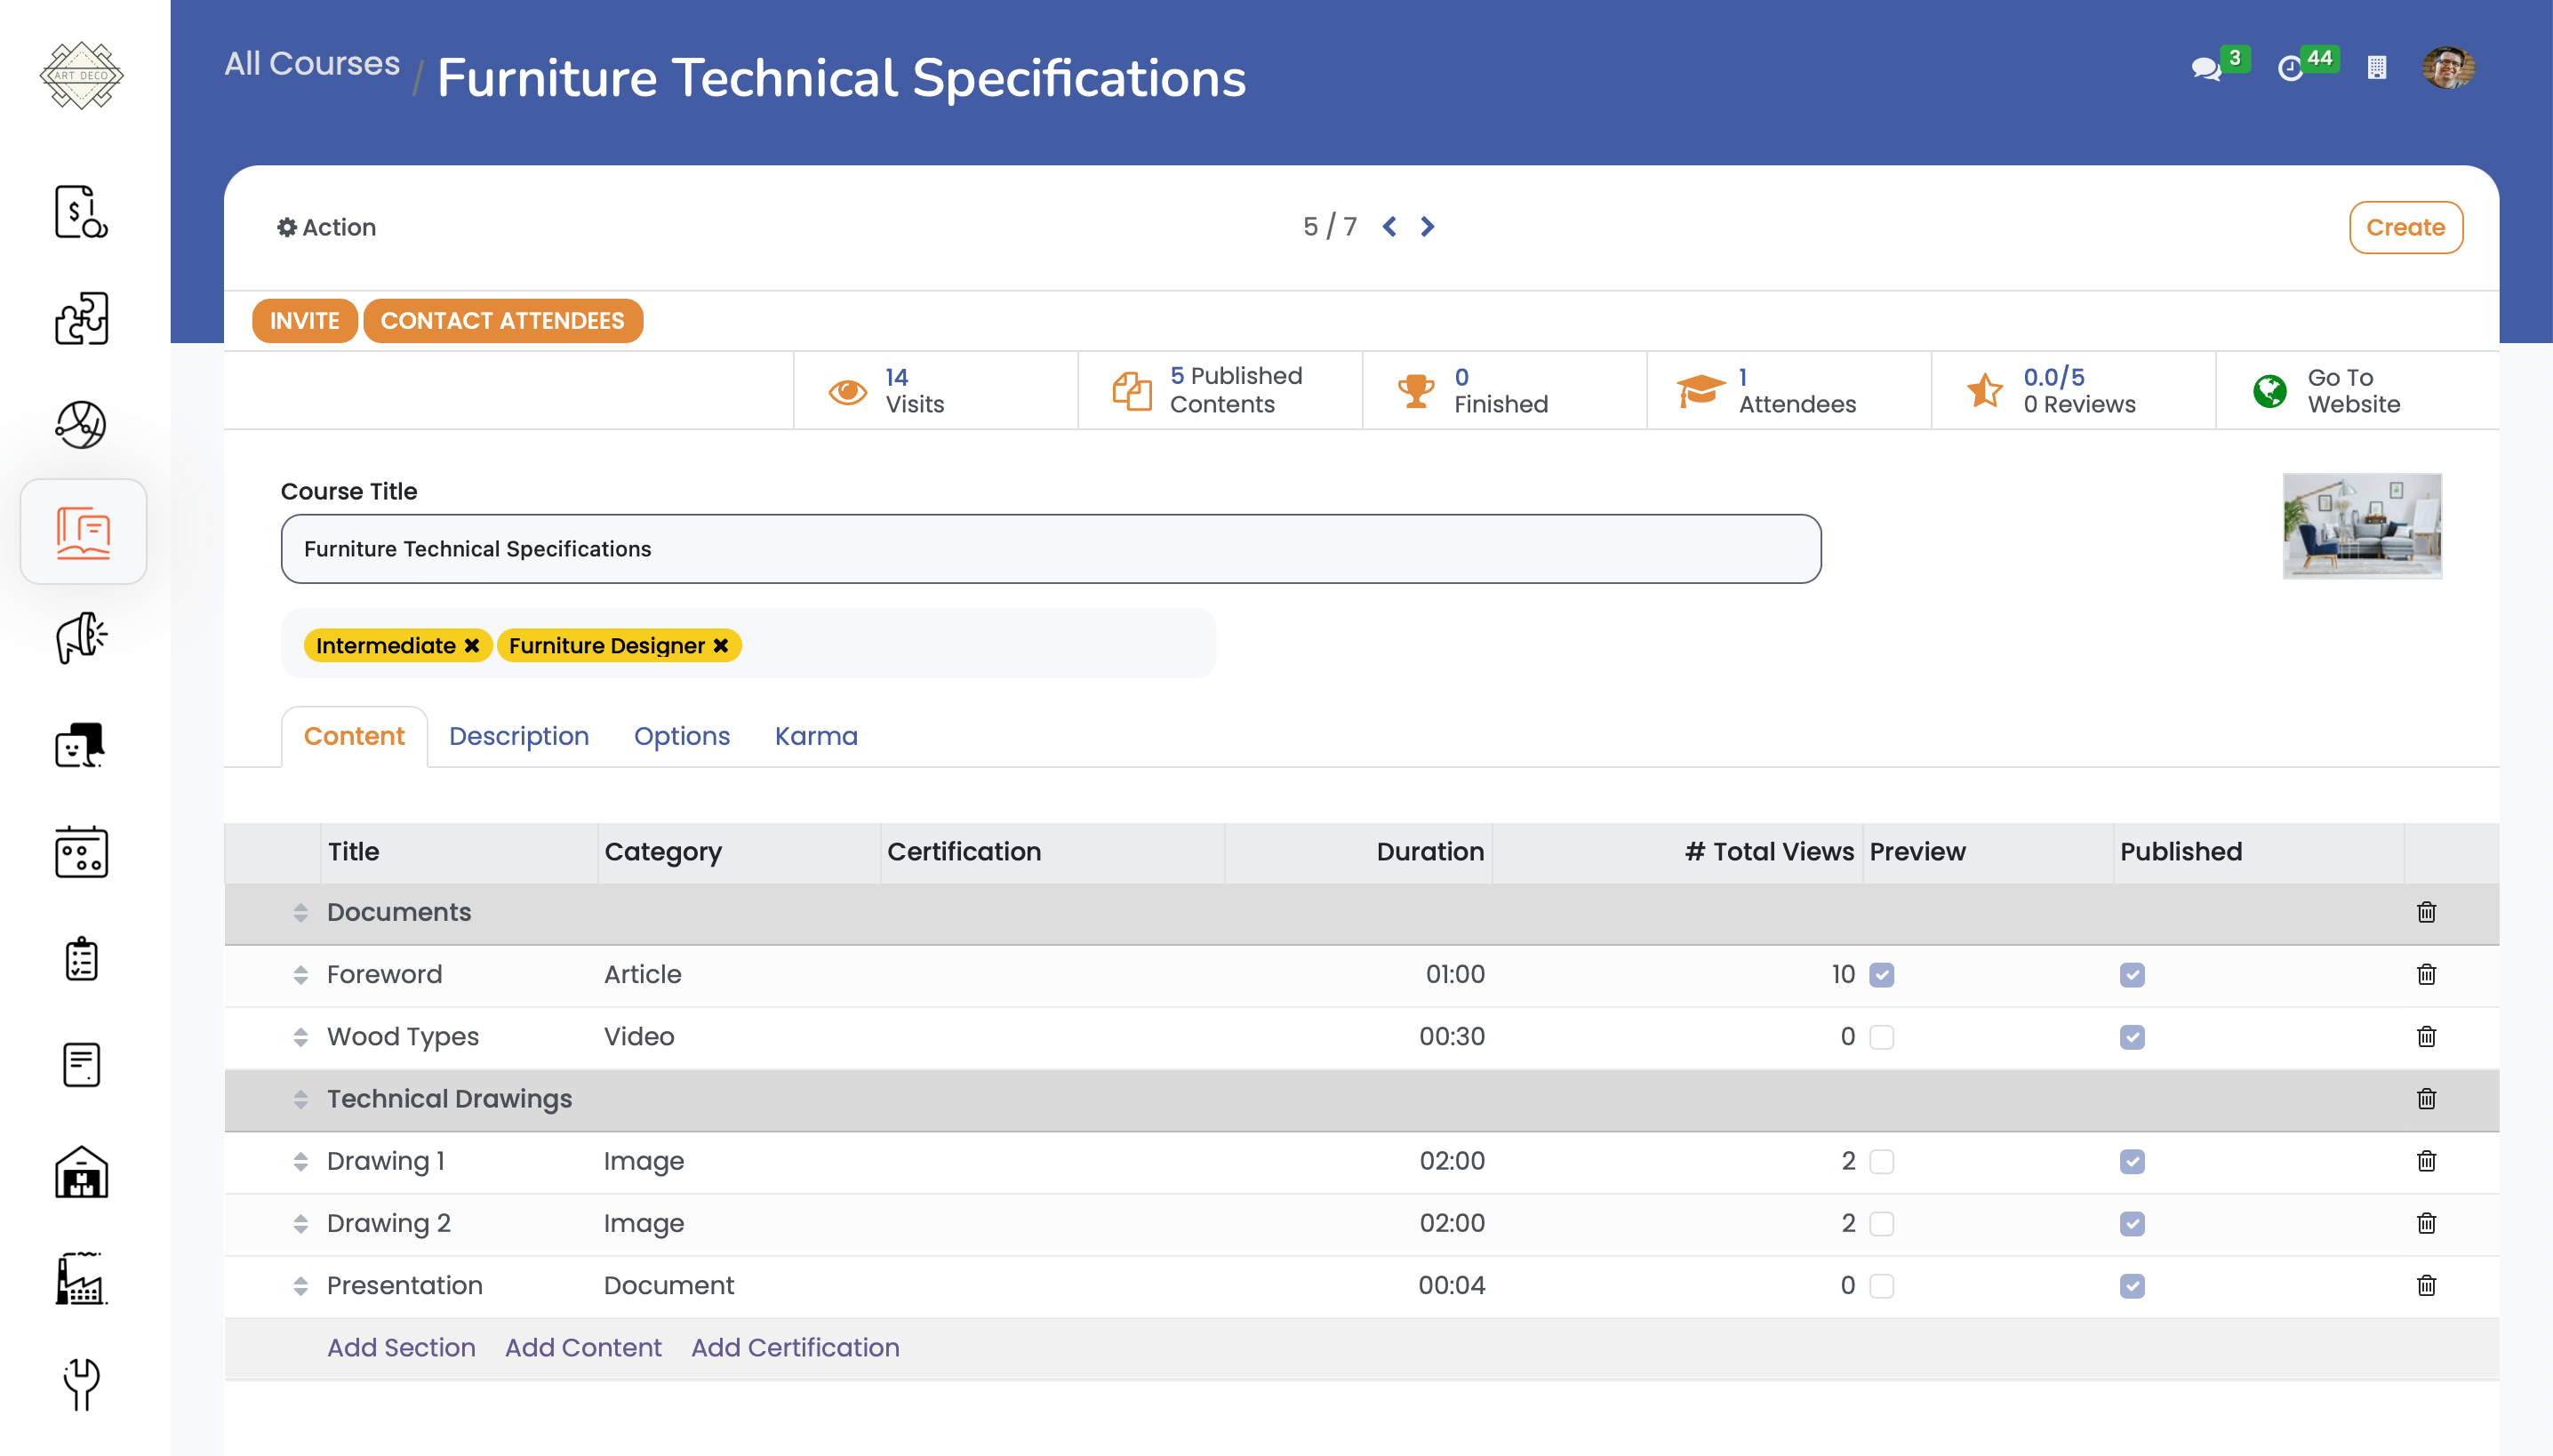 ART DECO
All Courses / Furniture Technical Specifications
3
44
Action
5 / 7
Create
INVITE
CONTACT ATTENDEES
14
Visits
5 Published
Contents
0
Finished
1
Attendees
0.0/5
0 Reviews
Go To
Website
Course Title
Furniture Technical Specifications
Intermediate
Furniture Designer
Content Description Options Karma
Title Category Certification Duration # Total Views Preview Published
Documents
Foreword Article 01:00 10
Wood Types Video 00:30 0
Technical Drawings
Drawing 1 Image 02:00 2
Drawing 2 Image 02:00 2
Presentation Document 00:04 0
Add Section Add Content Add Certification